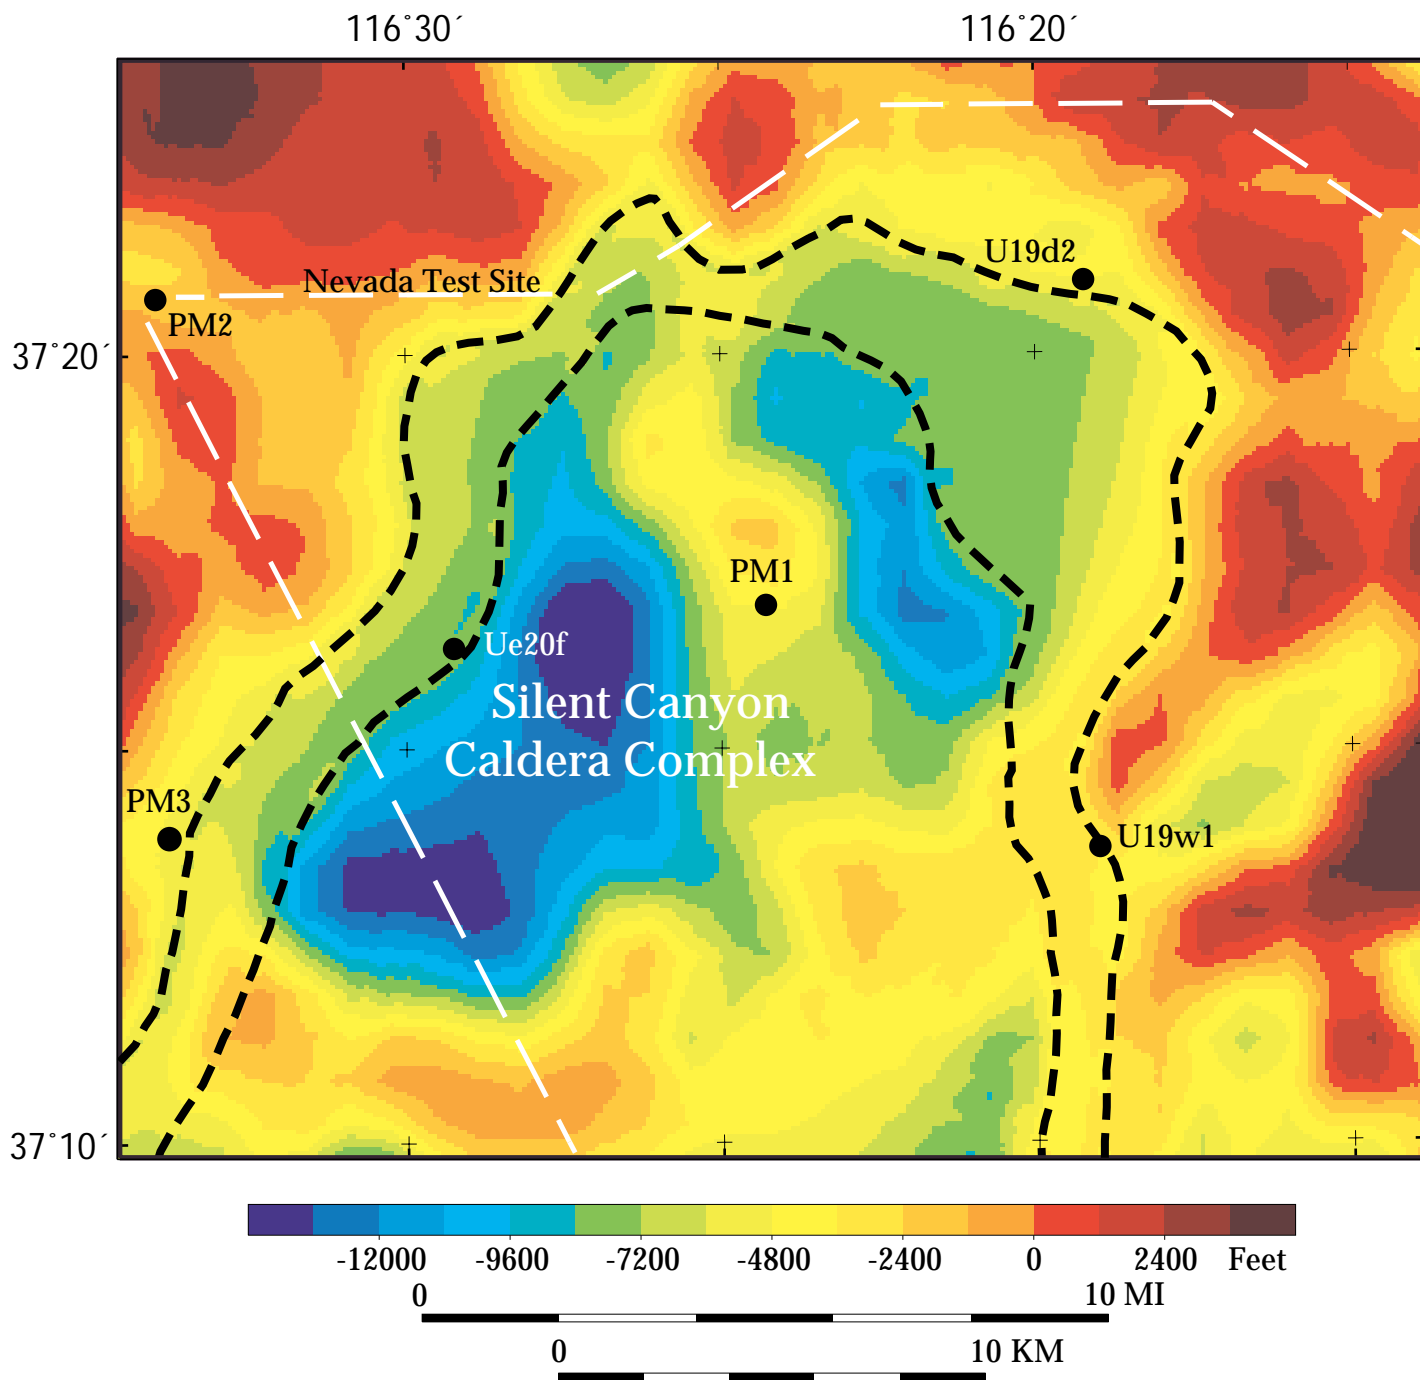 116˚30´ 116˚20´
U19d2
Nevada Test Site
PM2
37˚20´
PM1
Ue20f
Silent Canyon
Caldera Complex
PM3
U19w1
37˚10´
-12000 -9600 -7200 -4800 -2400 0 2400 Feet
0 10 MI
0 10 KM